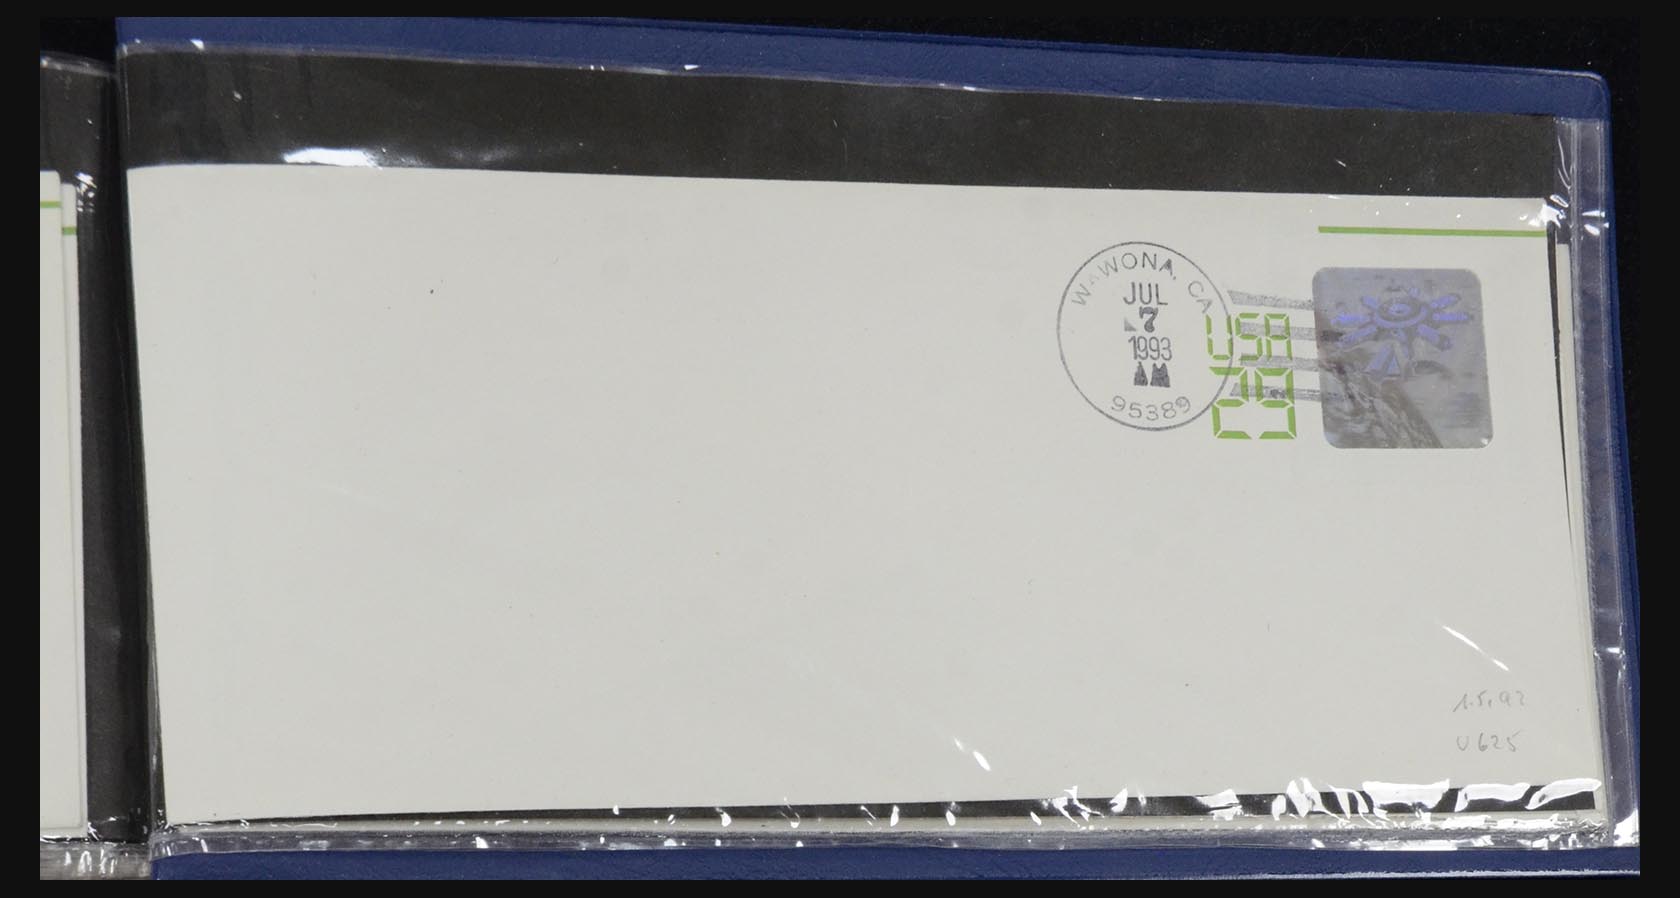 WAWONA, CA
JUL
7
1993
AM
95389
USA
29
1.5.92
U625